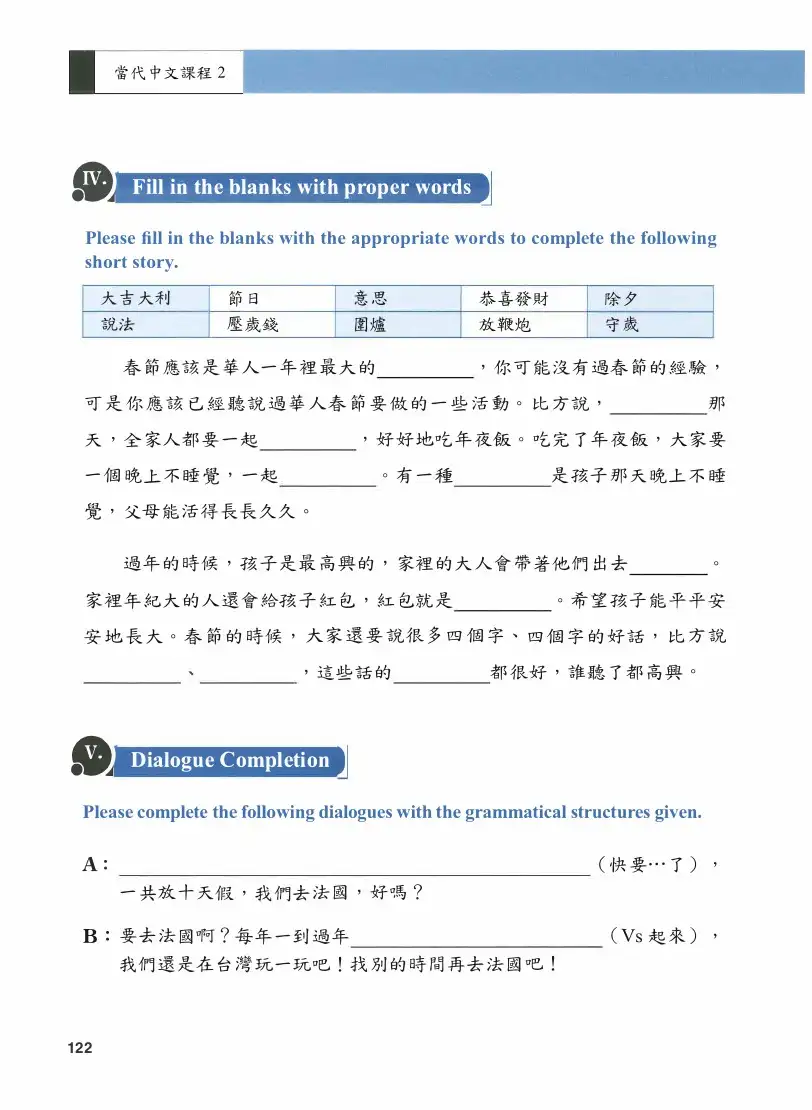 當代中文課程 2
IV. Fill in the blanks with proper words
Please fill in the blanks with the appropriate words to complete the following
short story.
大吉大利 節日 意思 恭喜發財 除夕
說法 壓歲錢 圍爐 放鞭炮 守歲
春節應該是華人一年裡最大的__________,你可能沒有過春節的經驗,
可是你應該已經聽說過華人春節要做的一些活動。比方說,__________那
天,全家人都要一起__________,好好地吃年夜飯。吃完了年夜飯,大家要
一個晚上不睡覺,一起__________。有一種__________是孩子那天晚上不睡
覺,父母能活得長長久久。
過年的時候,孩子是最高興的,家裡的大人會帶著他們出去________。
家裡年紀大的人還會給孩子紅包,紅包就是__________。希望孩子能平平安
安地長大。春節的時候,大家還要說很多四個字、四個字的好話,比方說
__________、__________,這些話的__________都很好,誰聽了都高興。
V. Dialogue Completion
Please complete the following dialogues with the grammatical structures given.
A:________________________________________________(快要…了),
一共放十天假,我們去法國,好嗎?
B:要去法國啊?每年一到過年__________________________(Vs 起來),
我們還是在台灣玩一玩吧!找別的時間再去法國吧!
122